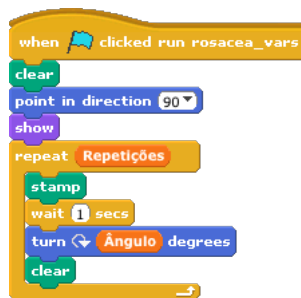 when clicked run rosacea_vars
clear
point in direction 90
show
repeat Repetições
stamp
wait 1 secs
turn Ângulo degrees
clear